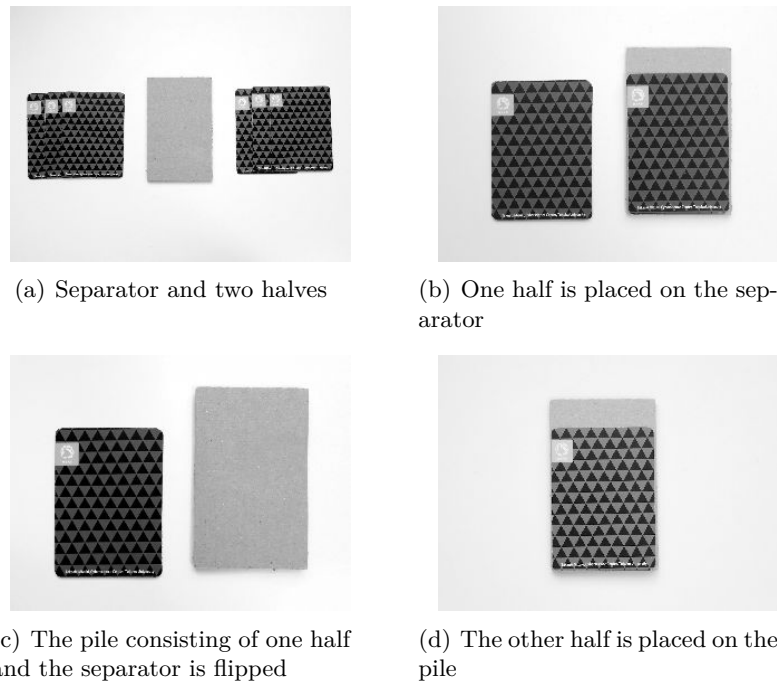 (a) Separator and two halves
(b) One half is placed on the sep-
arator
c) The pile consisting of one half
and the separator is flipped
(d) The other half is placed on the
pile